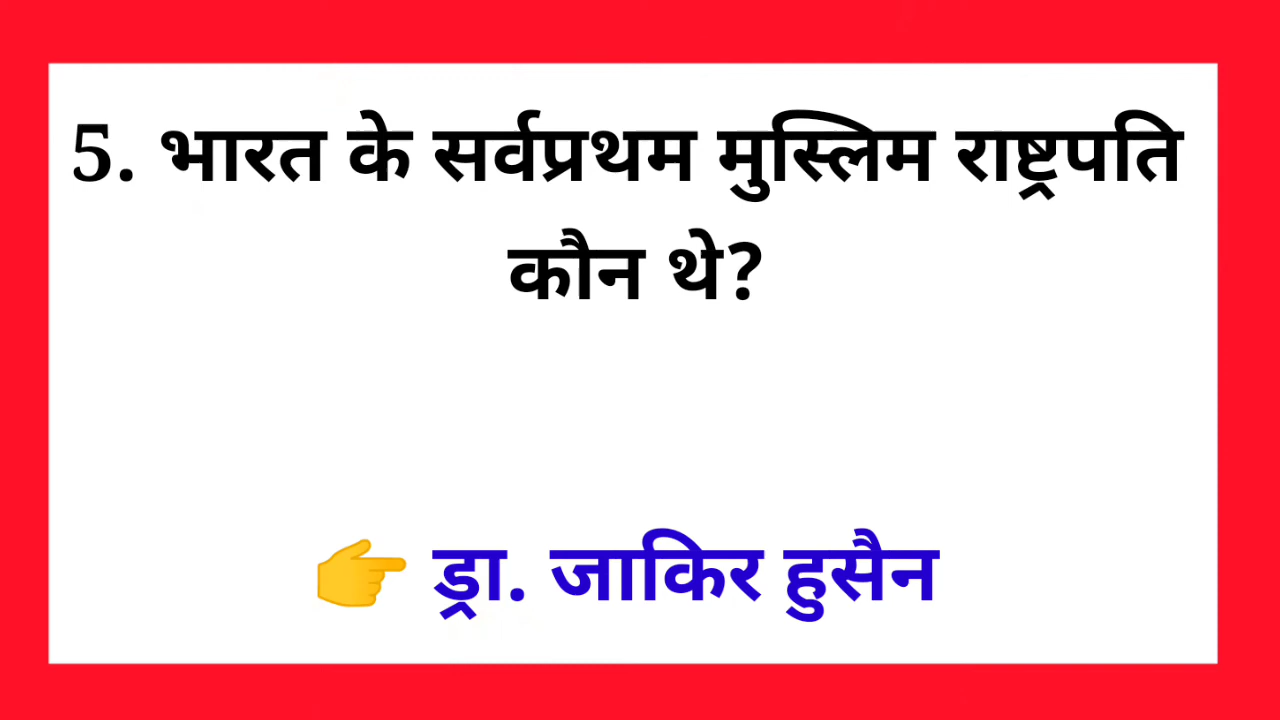 5. भारत के सर्वप्रथम मुस्लिम राष्ट्रपति
कौन थे?
👉 ड्रा. जाकिर हुसैन